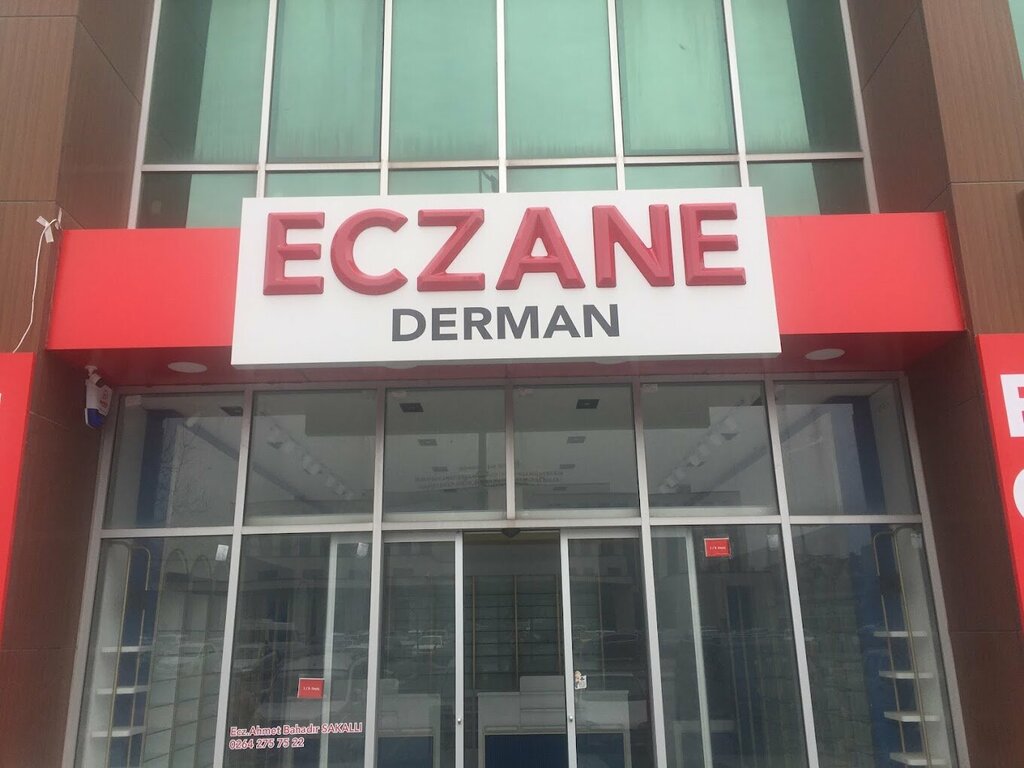 ECZANE
DERMAN
Ecz.Ahmet Bahadır SAKALLI
0264 275 75 22